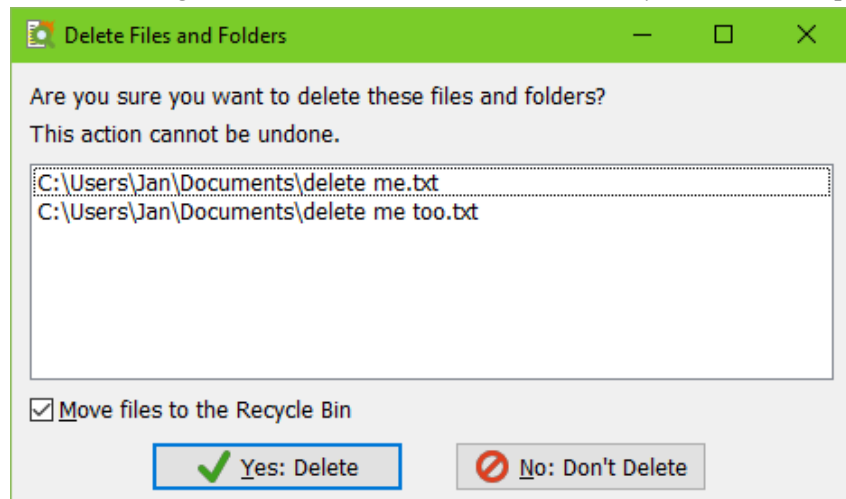 Delete Files and Folders
Are you sure you want to delete these files and folders?
This action cannot be undone.
C:\Users\Jan\Documents\delete me.txt
C:\Users\Jan\Documents\delete me too.txt
Move files to the Recycle Bin
Yes: Delete No: Don't Delete